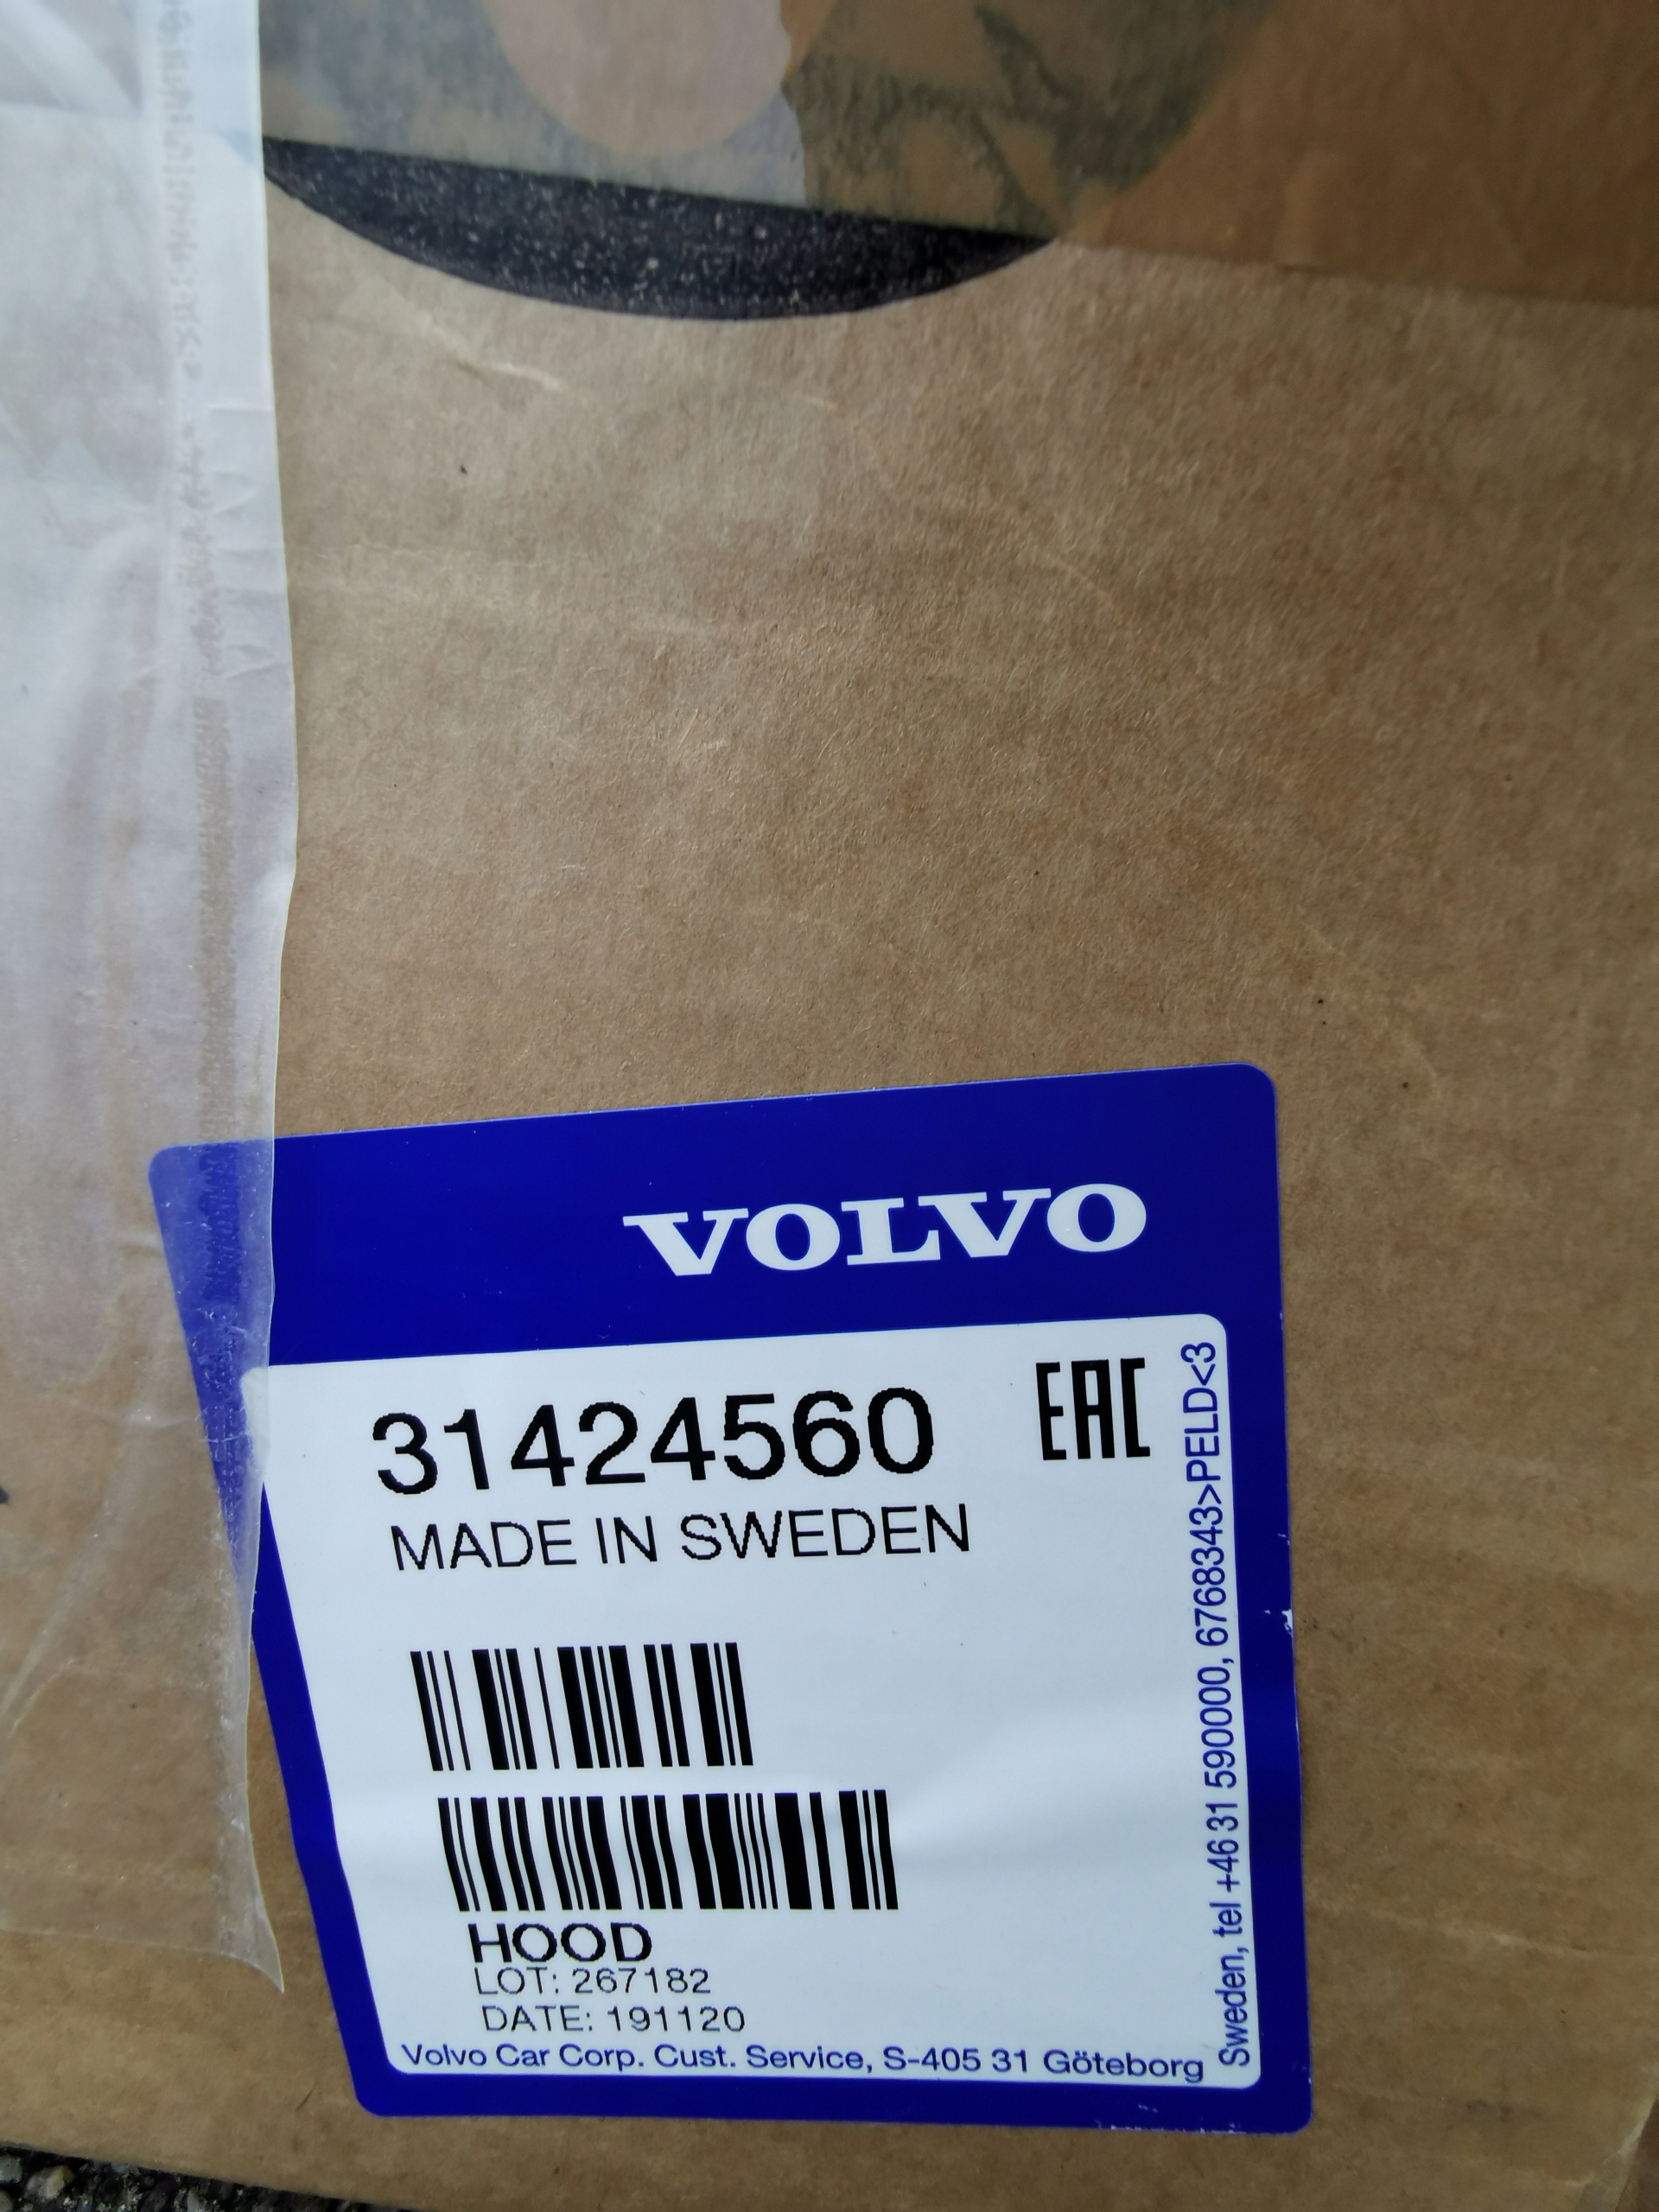 VOLVO
31424560 EAC
MADE IN SWEDEN
HOOD
LOT: 267182
DATE: 191120
Volvo Car Corp. Cust. Service, S-405 31 Göteborg
Sweden, tel +46 31 590000, 6768343>PELD<3